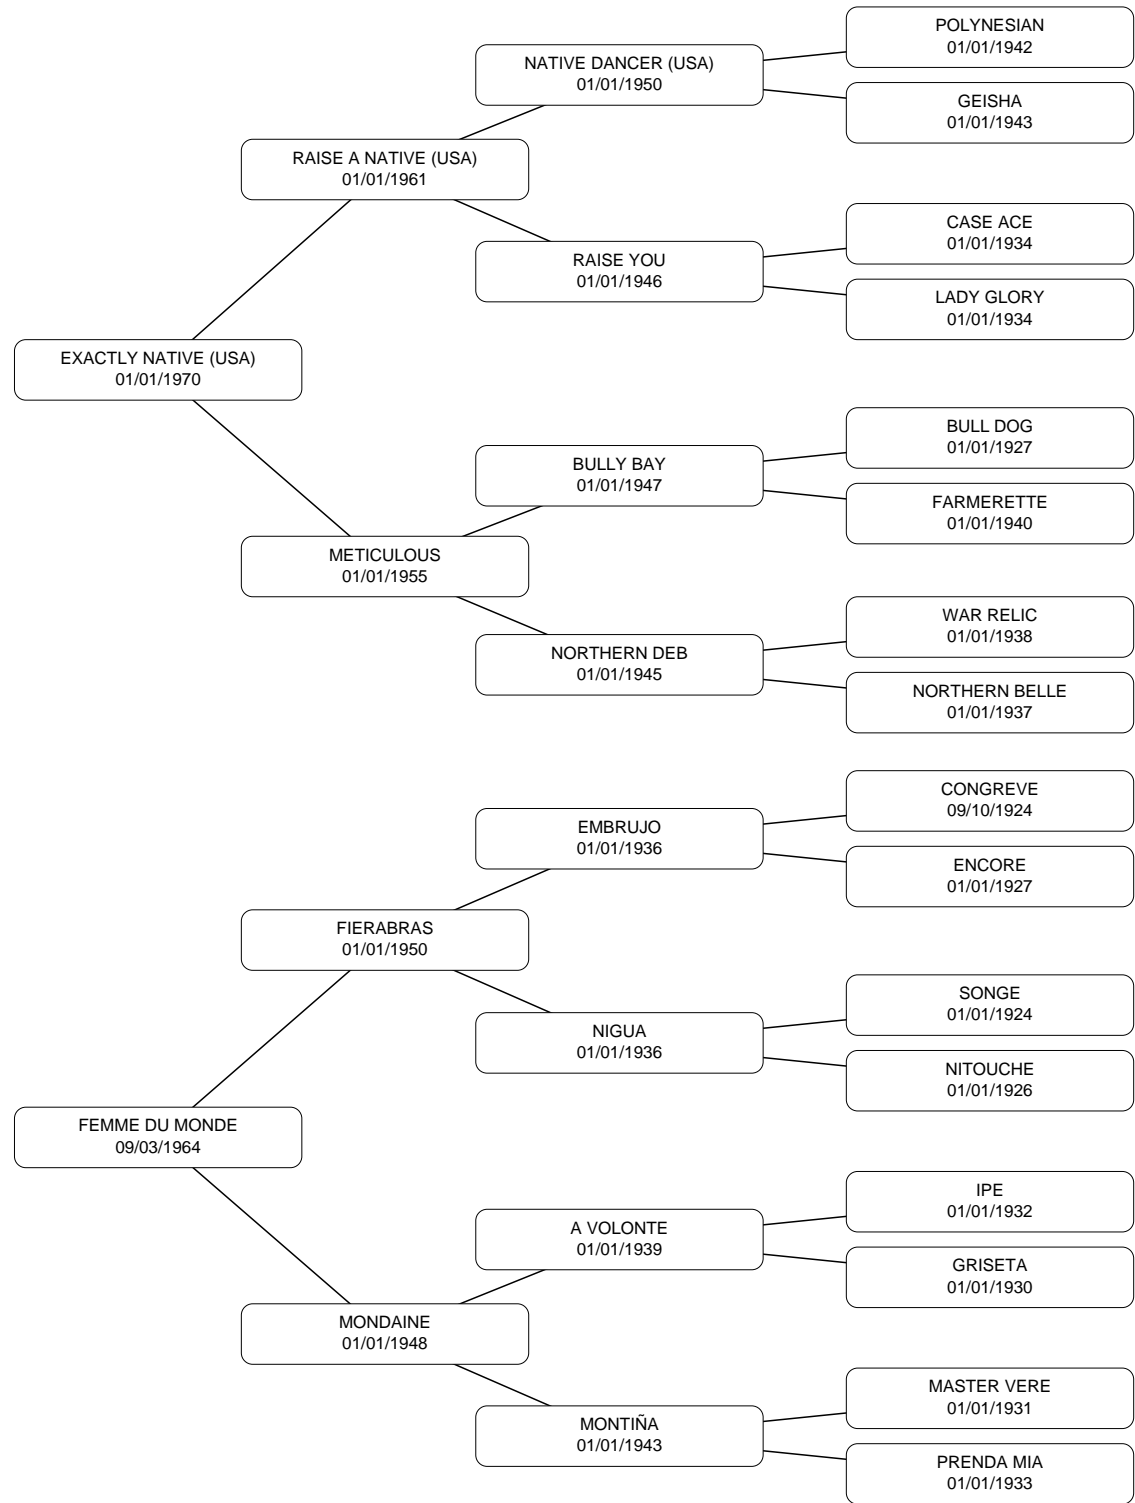 POLYNESIAN
01/01/1942
NATIVE DANCER (USA)
01/01/1950
GEISHA
01/01/1943
RAISE A NATIVE (USA)
01/01/1961
CASE ACE
01/01/1934
RAISE YOU
01/01/1946
LADY GLORY
01/01/1934
EXACTLY NATIVE (USA)
01/01/1970
BULL DOG
01/01/1927
BULLY BAY
01/01/1947
FARMERETTE
01/01/1940
METICULOUS
01/01/1955
WAR RELIC
01/01/1938
NORTHERN DEB
01/01/1945
NORTHERN BELLE
01/01/1937
CONGREVE
09/10/1924
EMBRUJO
01/01/1936
ENCORE
01/01/1927
FIERABRAS
01/01/1950
SONGE
01/01/1924
NIGUA
01/01/1936
NITOUCHE
01/01/1926
FEMME DU MONDE
09/03/1964
IPE
01/01/1932
A VOLONTE
01/01/1939
GRISETA
01/01/1930
MONDAINE
01/01/1948
MASTER VERE
01/01/1931
MONTIÑA
01/01/1943
PRENDA MIA
01/01/1933